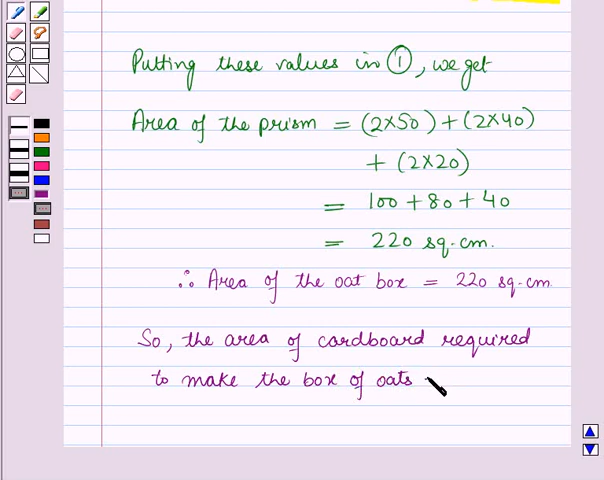 Putting these values in ①, we get
Area of the prism = (2×50) + (2×40)
+ (2×20)
= 100 + 80 + 40
= 220 sq.cm.
∴ Area of the oat box = 220 sq.cm
So, the area of cardboard required
to make the box of oats